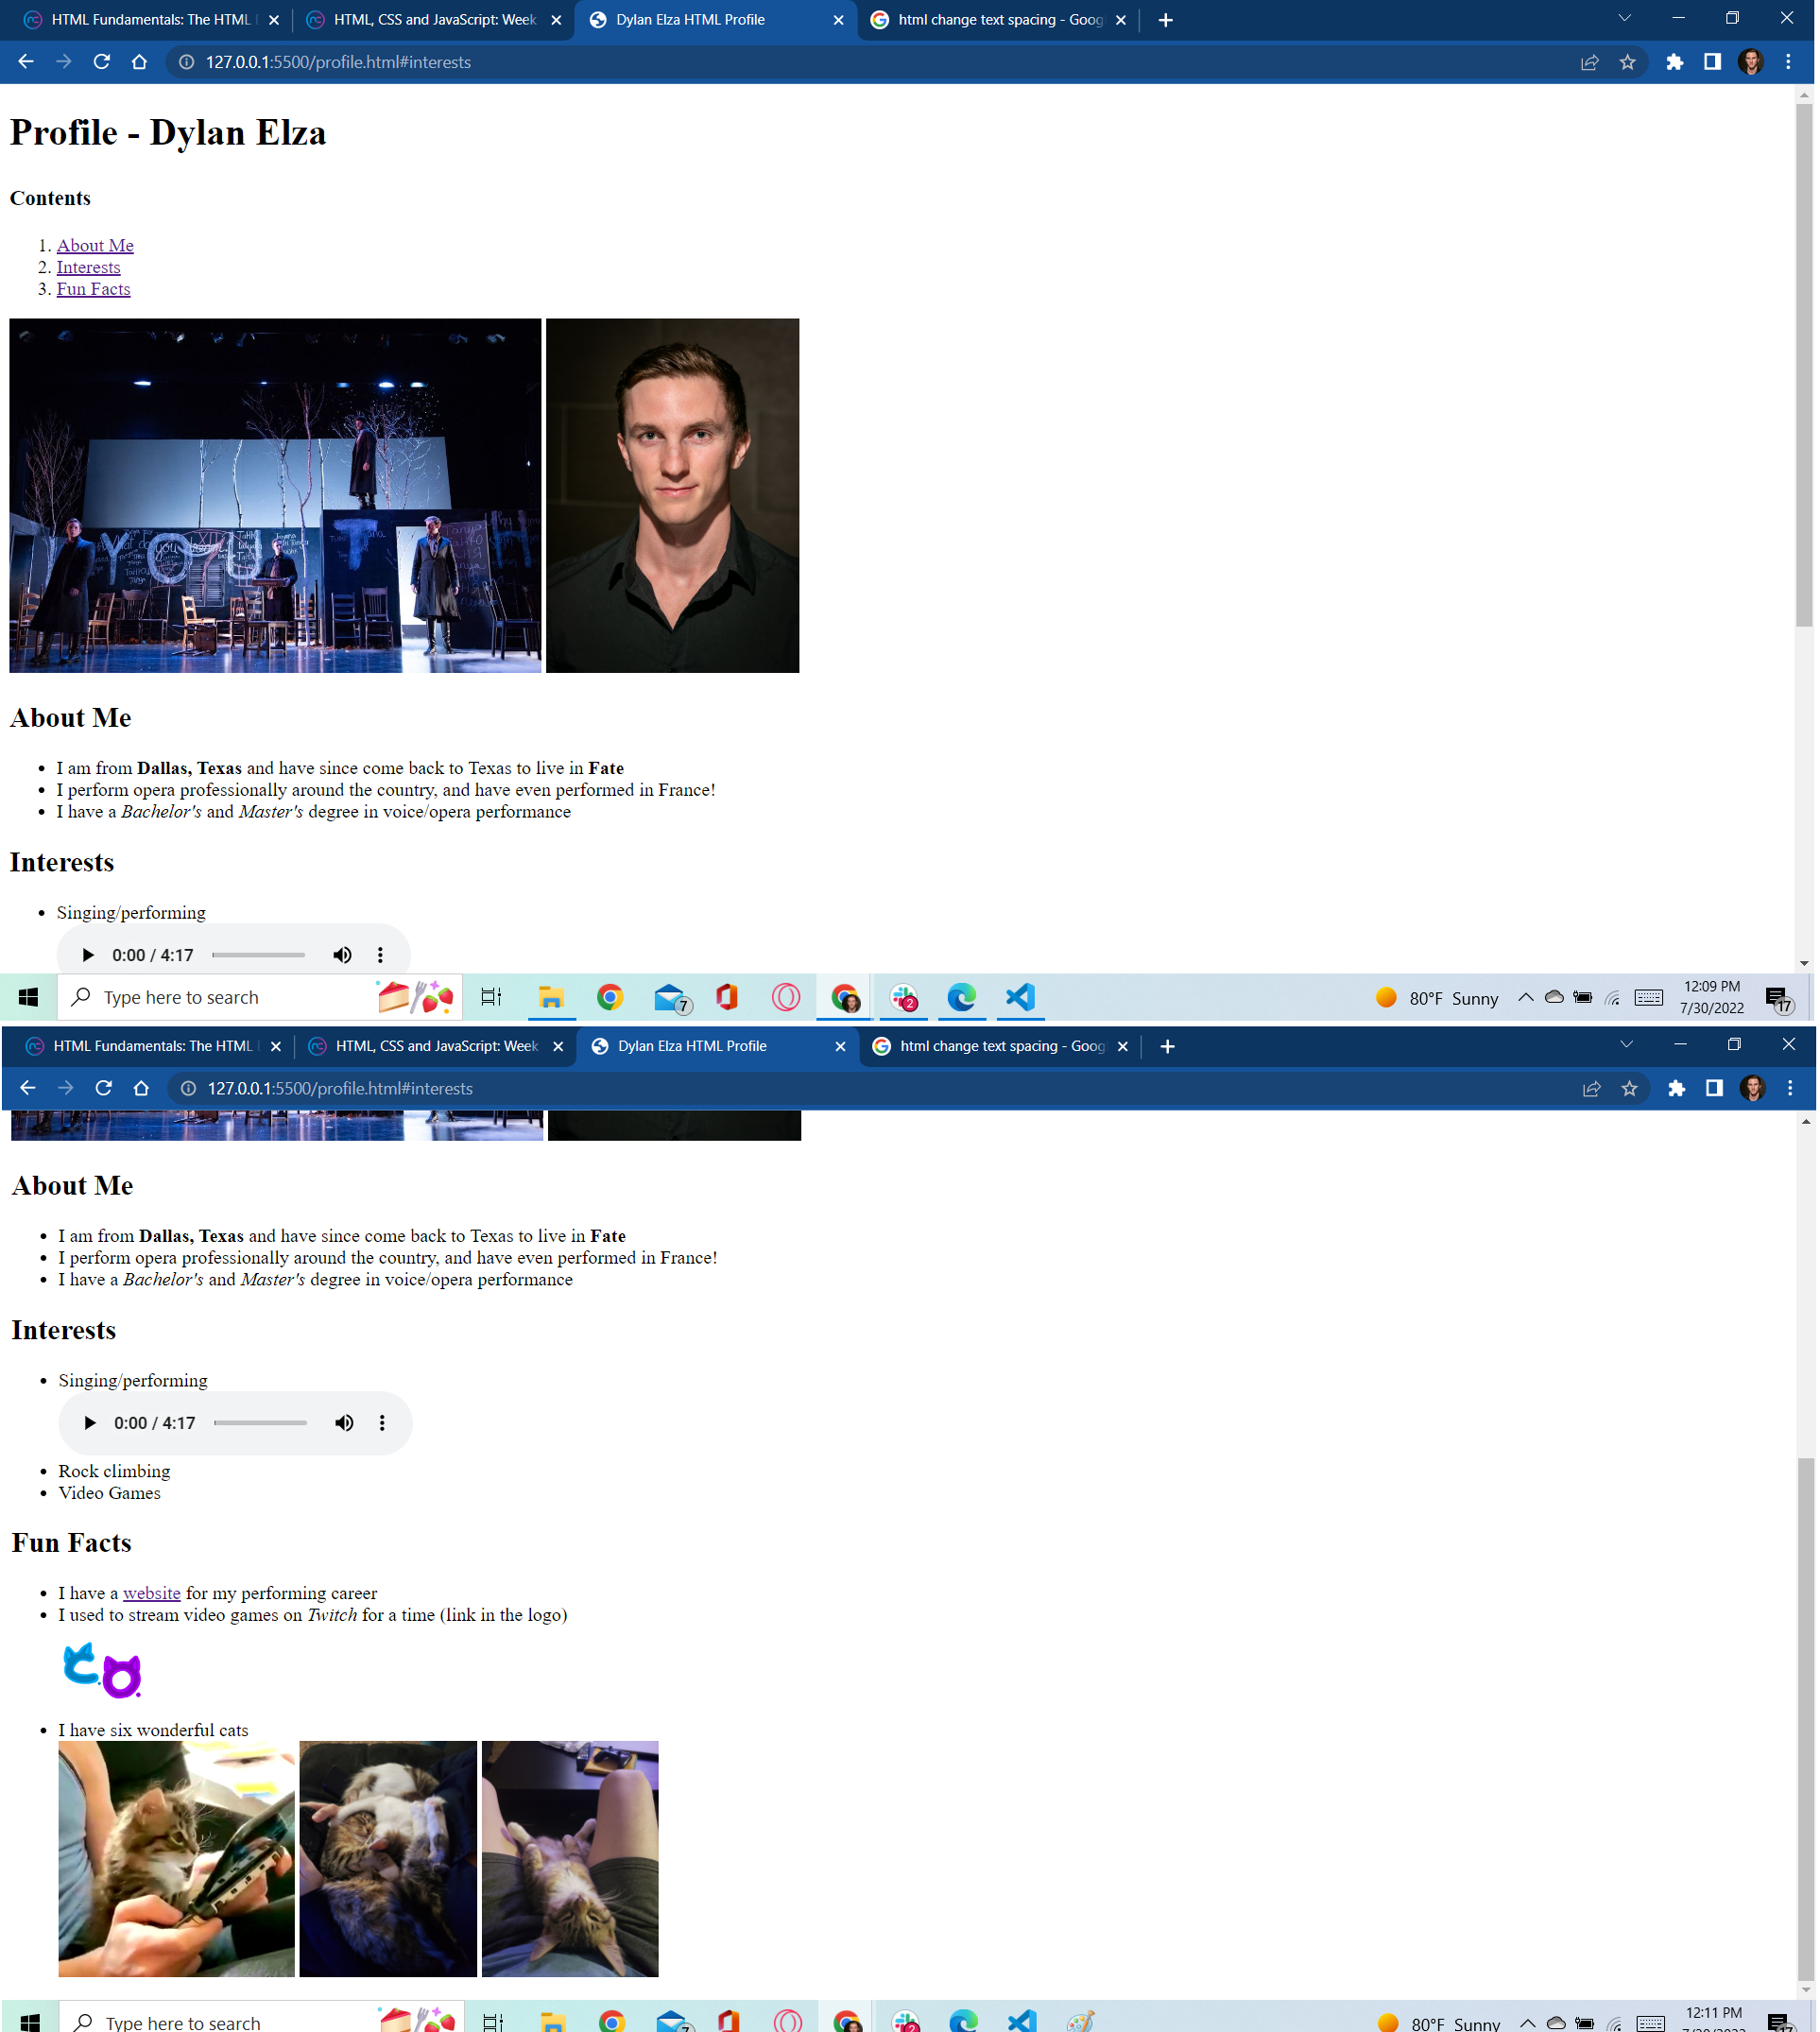 HTML Fundamentals: The HTML
HTML, CSS and JavaScript: Week
Dylan Elza HTML Profile
html change text spacing - Goog
127.0.0.1:5500/profile.html#interests
Profile - Dylan Elza
Contents
1. About Me
2. Interests
3. Fun Facts
YOU T
About Me
• I am from Dallas, Texas and have since come back to Texas to live in Fate
• I perform opera professionally around the country, and have even performed in France!
• I have a Bachelor's and Master's degree in voice/opera performance
Interests
• Singing/performing
0:00 / 4:17
Type here to search
7
2
80°F Sunny
12:09 PM
7/30/2022
17
HTML Fundamentals: The HTML
HTML, CSS and JavaScript: Week
Dylan Elza HTML Profile
html change text spacing - Goog
127.0.0.1:5500/profile.html#interests
About Me
• I am from Dallas, Texas and have since come back to Texas to live in Fate
• I perform opera professionally around the country, and have even performed in France!
• I have a Bachelor's and Master's degree in voice/opera performance
Interests
• Singing/performing
0:00 / 4:17
• Rock climbing
• Video Games
Fun Facts
• I have a website for my performing career
• I used to stream video games on Twitch for a time (link in the logo)
• I have six wonderful cats
Type here to search
80°F Sunny
12:11 PM